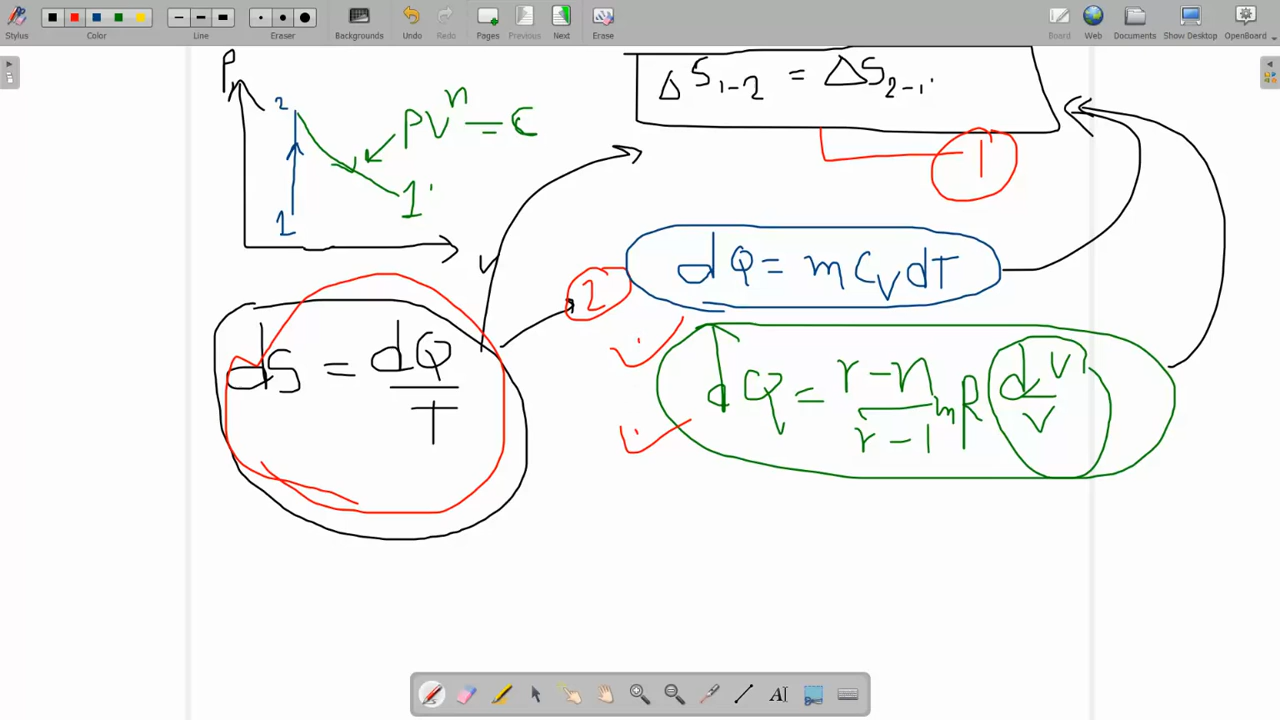 Stylus Color Line Eraser Backgrounds Undo Redo Pages Previous Next Erase Board Web Documents Show Desktop OpenBoard
P
2
PVⁿ = C
1'
1
ΔS₁₋₂ = ΔS₂₋₁'
1
2
dQ = mCᵥdT
dS = dQ/T
dQ = r-n/r-1 mR dV/V